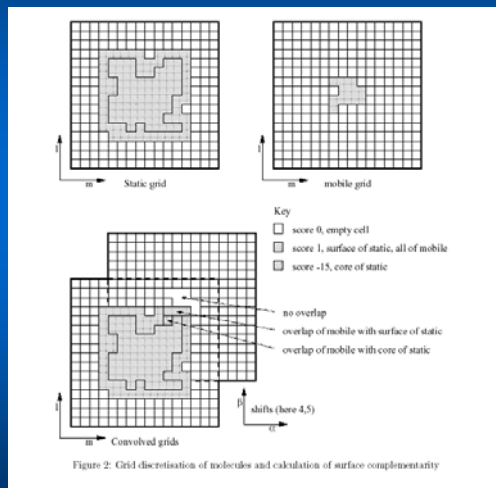 l
m
Static grid
l
m
mobile grid
Key
score 0, empty cell
score 1, surface of static, all of mobile
score -15, core of static
no overlap
overlap of mobile with surface of static
overlap of mobile with core of static
l
m
Convolved grids
β
α
shifts (here 4,5)
Figure 2: Grid discretisation of molecules and calculation of surface complementarity